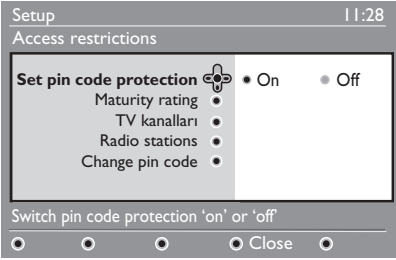 Setup 11:28
Access restrictions
Set pin code protection On Off
Maturity rating
TV kanalları
Radio stations
Change pin code
Switch pin code protection ‘on’ or ‘off’
Close